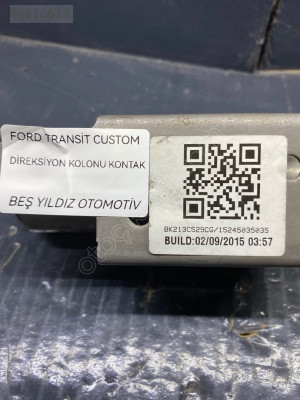 FORD TRANSİT CUSTOM
DİREKSİYON KOLONU KONTAK
BEŞ YILDIZ OTOMOTİV
BK213C529CG/15245035035
BUILD:02/09/2015 03:57